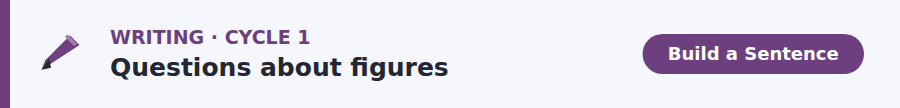 WRITING · CYCLE 1
Questions about figures
Build a Sentence